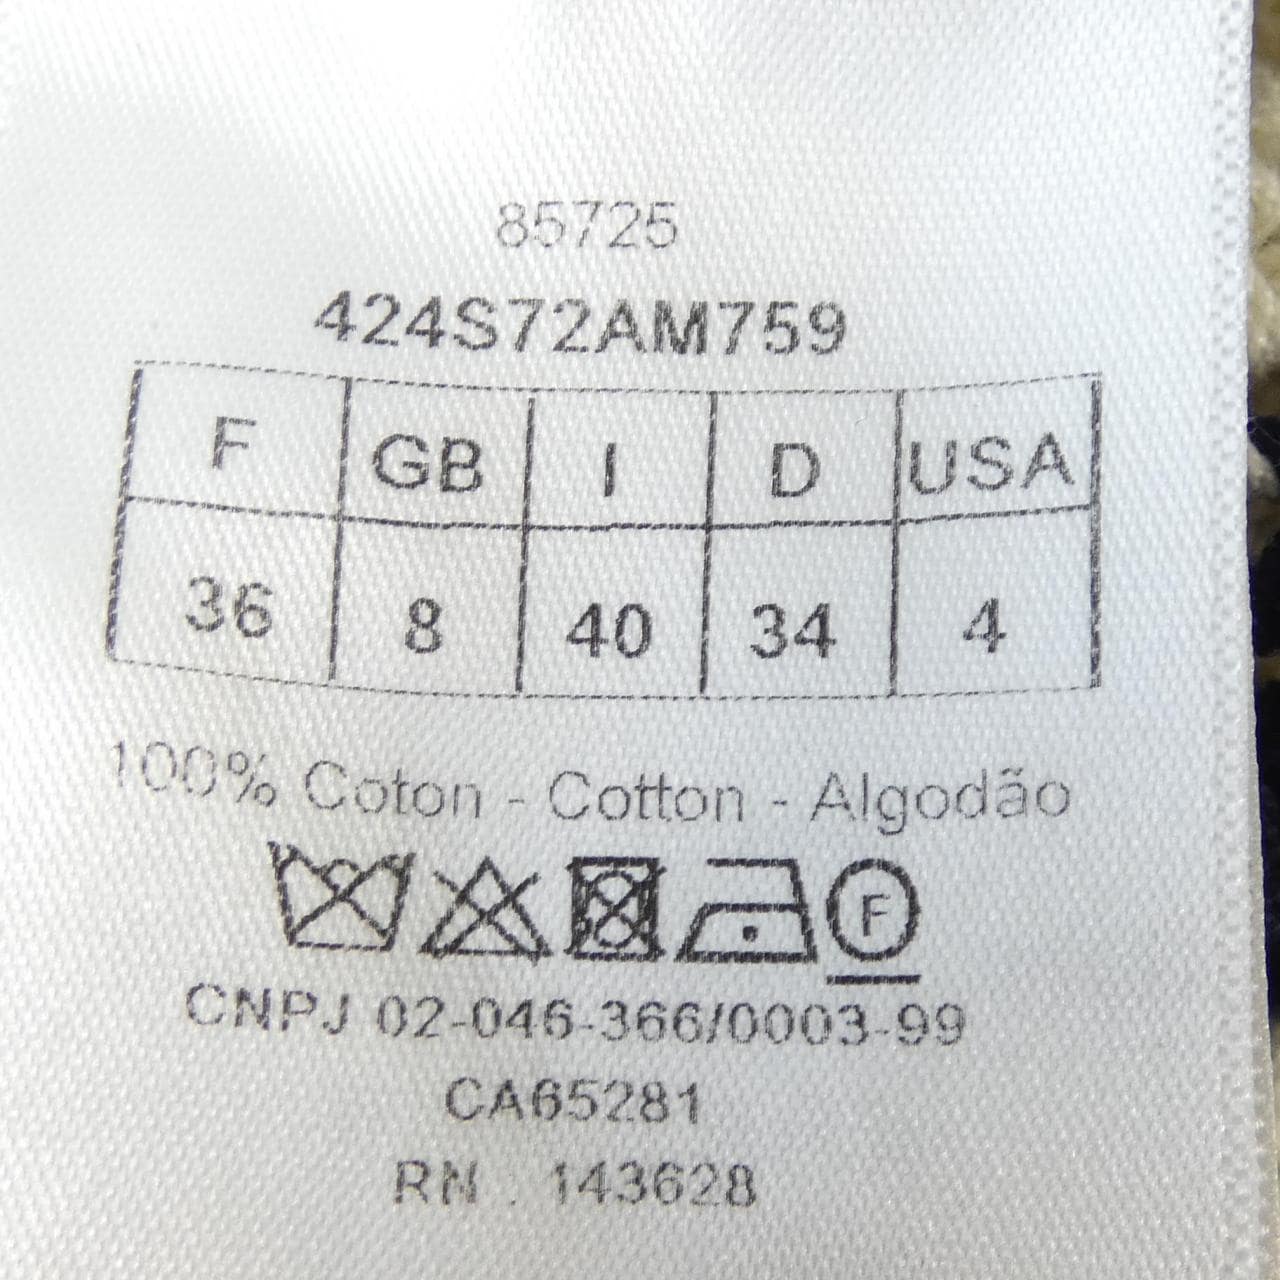 85725
424S72AM759
F GB I D USA
36 8 40 34 4
100% Coton - Cotton - Algodão
F
CNPJ 02-046-366/0003-99
CA65281
RN . 143628